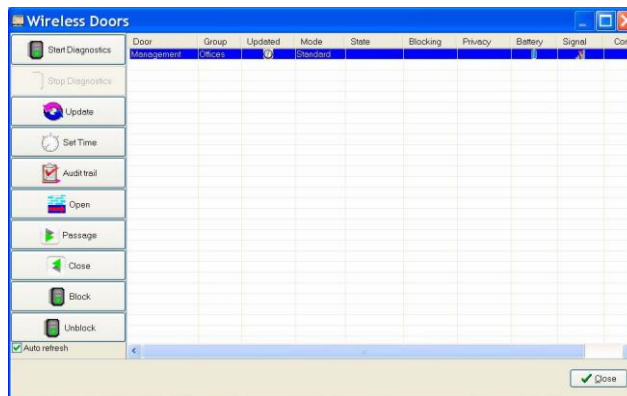 Wireless Doors
Start Diagnostics
Stop Diagnostics
Update
Set Time
Audit trail
Open
Passage
Close
Block
Unblock
Auto refresh
Door Group Updated Mode State Blocking Privacy Battery Signal Con
Management Offices Standard
Close